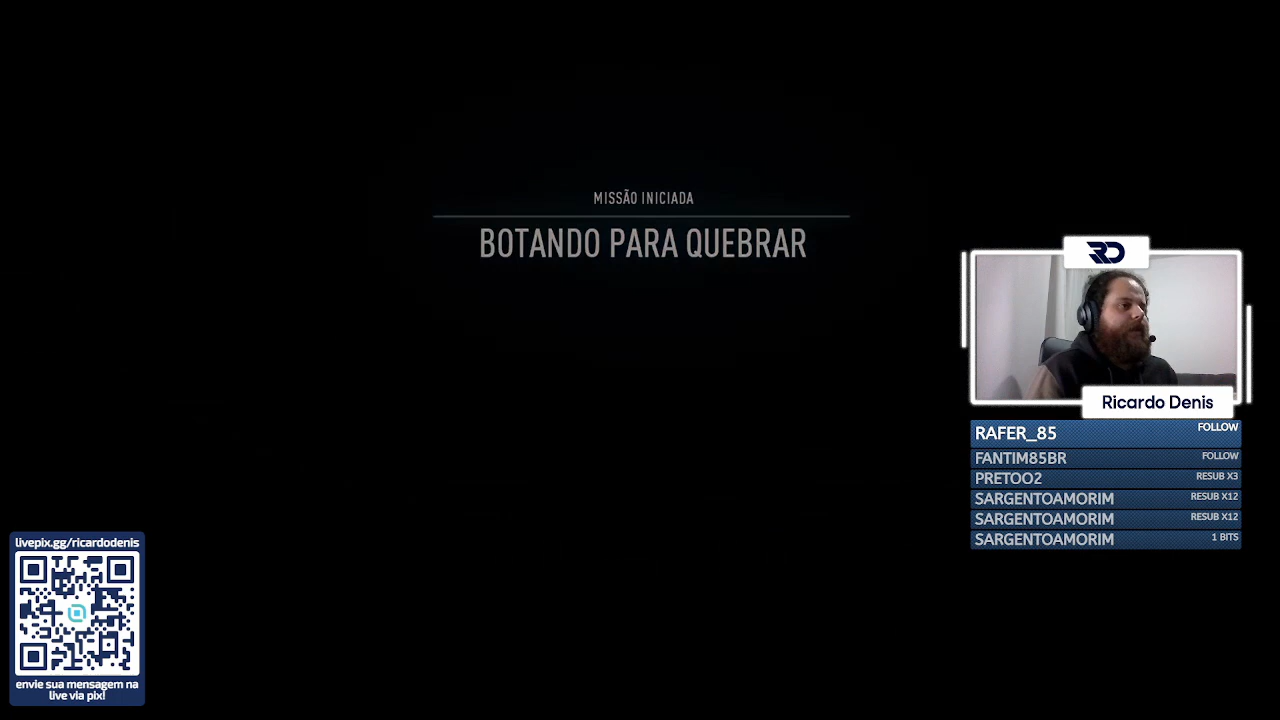 MISSÃO INICIADA
BOTANDO PARA QUEBRAR
RD
Ricardo Denis
RAFER_85 FOLLOW
FANTIM85BR FOLLOW
PRETOO2 RESUB X3
SARGENTOAMORIM RESUB X12
SARGENTOAMORIM RESUB X12
SARGENTOAMORIM 1 BITS
livepix.gg/ricardodenis
envie sua mensagem na
live via pix!